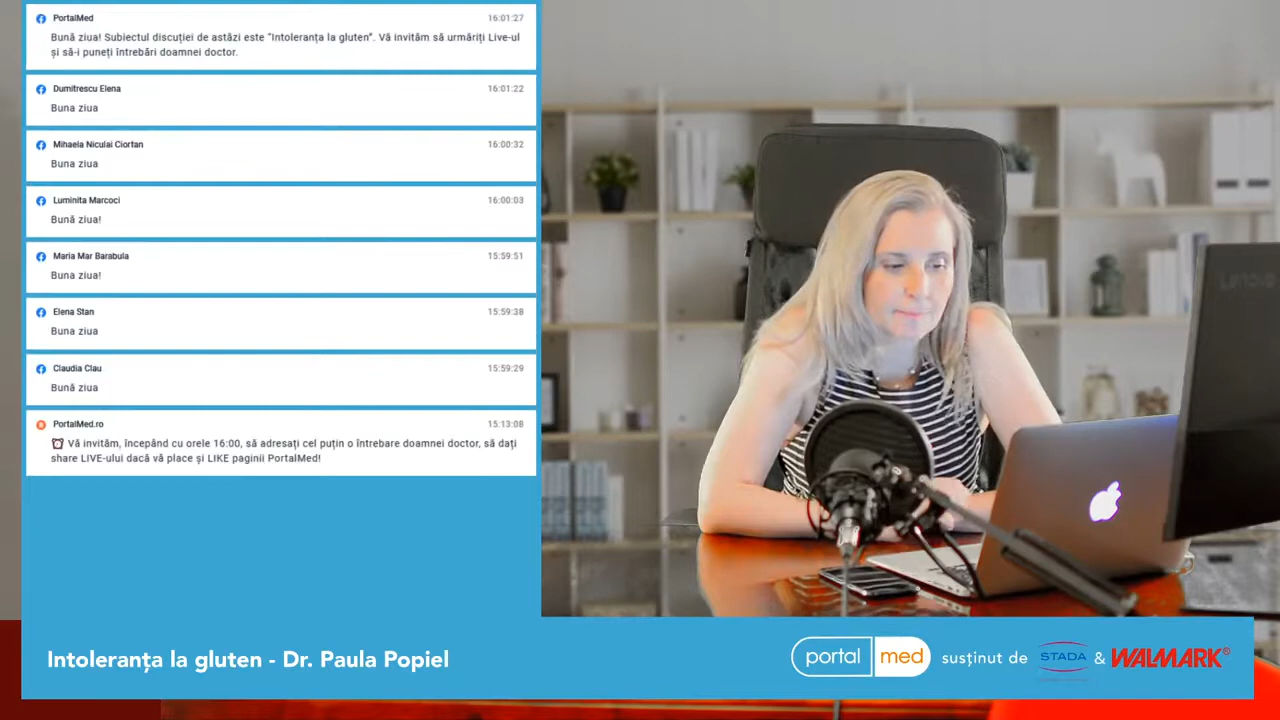 PortalMed 16:01:27
Bună ziua! Subiectul discuției de astăzi este "Intoleranța la gluten". Vă invităm să urmăriți Live-ul
și să-i puneți întrebări doamnei doctor.
Dumitrescu Elena 16:01:22
Buna ziua
Mihaela Niculai Ciortan 16:00:32
Buna ziua
Luminita Marcoci 16:00:03
Bună ziua!
Maria Mar Barabula 15:59:51
Buna ziua!
Elena Stan 15:59:38
Buna ziua
Claudia Clau 15:59:29
Bună ziua
PortalMed.ro 15:13:08
⏰ Vă invităm, începând cu orele 16:00, să adresați cel puțin o întrebare doamnei doctor, să dați
share LIVE-ului dacă vă place și LIKE paginii PortalMed!
Lenovo
Intoleranța la gluten - Dr. Paula Popiel
portal med susținut de STADA & WALMARK®